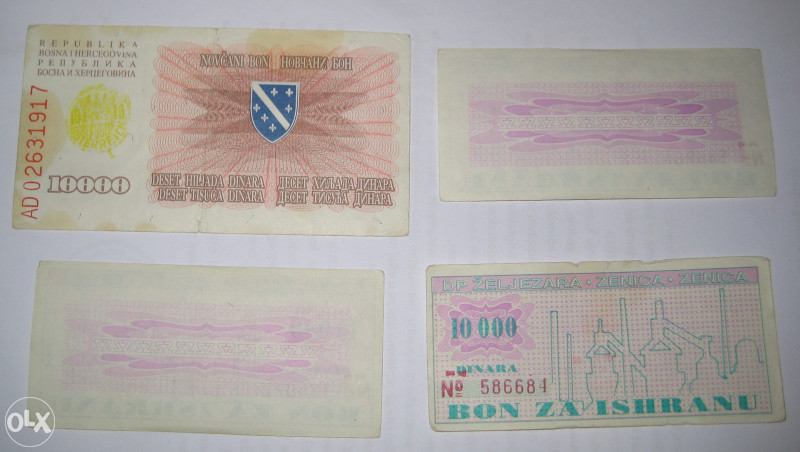 REPUBLIKA
BOSNA I HERCEGOVINA
РЕПУБЛИКА
БОСНА И ХЕРЦЕГОВИНА
NOVČANI BON НОВЧАНИ БОН
AD 02631917
10000
DESET HILJADA DINARA ДЕСЕТ ХИЉАДА ДИНАРА
DESET TISUĆA DINARA ДЕСЕТ ТИСУЋА ДИНАРА
№
DP ŽELJEZARA · ZENICA · ZENICA
10 000
DINARA
№ 586684
BON ZA ISHRANU
OLX